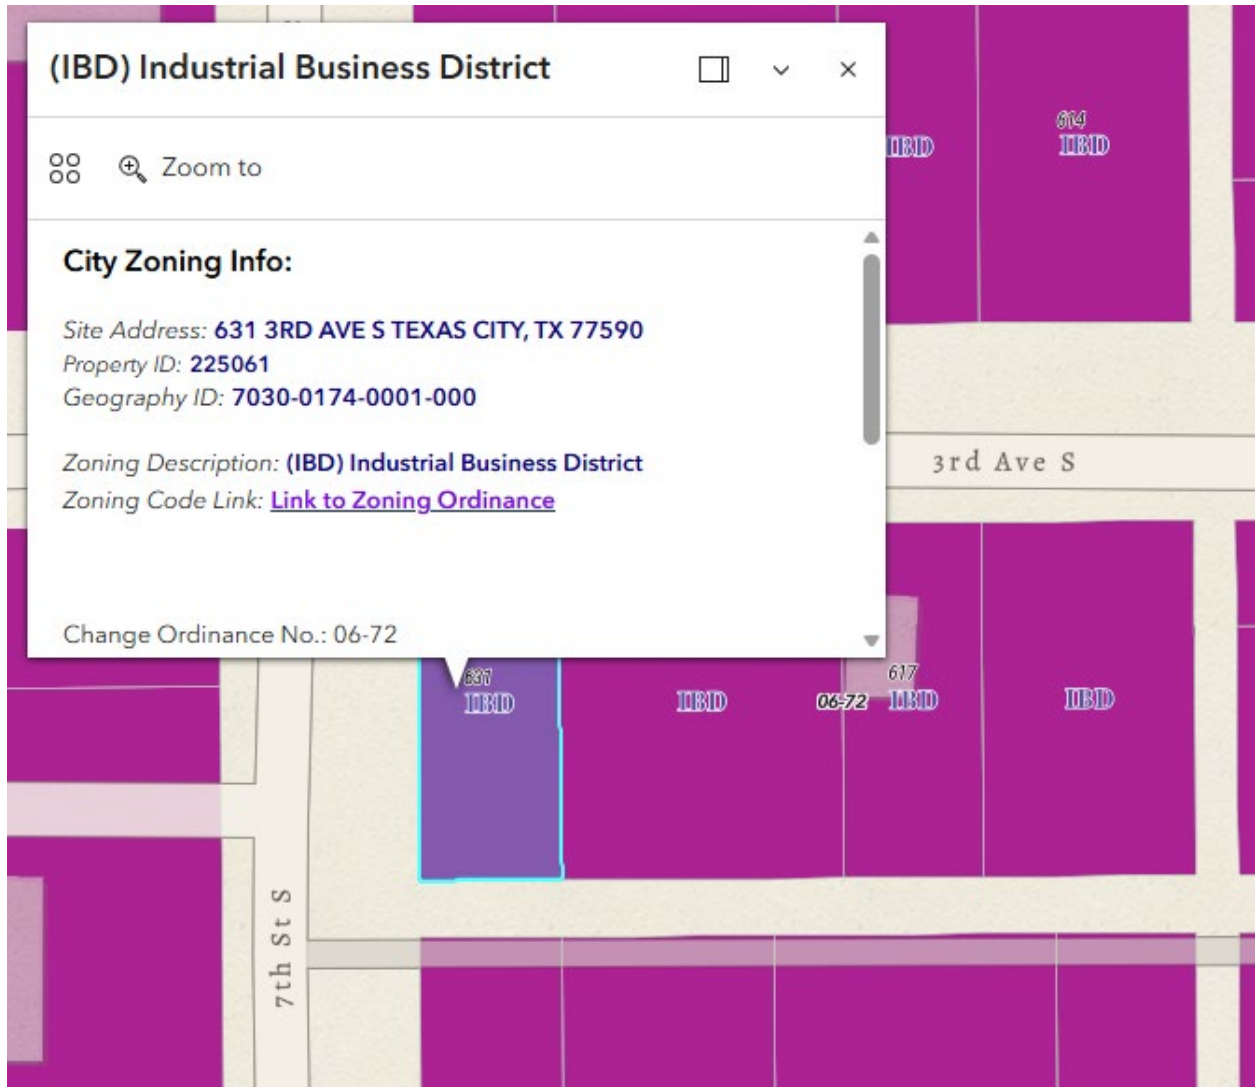 (IBD) Industrial Business District
Zoom to
City Zoning Info:
Site Address: 631 3RD AVE S TEXAS CITY, TX 77590
Property ID: 225061
Geography ID: 7030-0174-0001-000
Zoning Description: (IBD) Industrial Business District
Zoning Code Link: Link to Zoning Ordinance
Change Ordinance No.: 06-72
614
IBD
IBD
3rd Ave S
631
IBD
IBD
06-72
617
IBD
IBD
7th St S